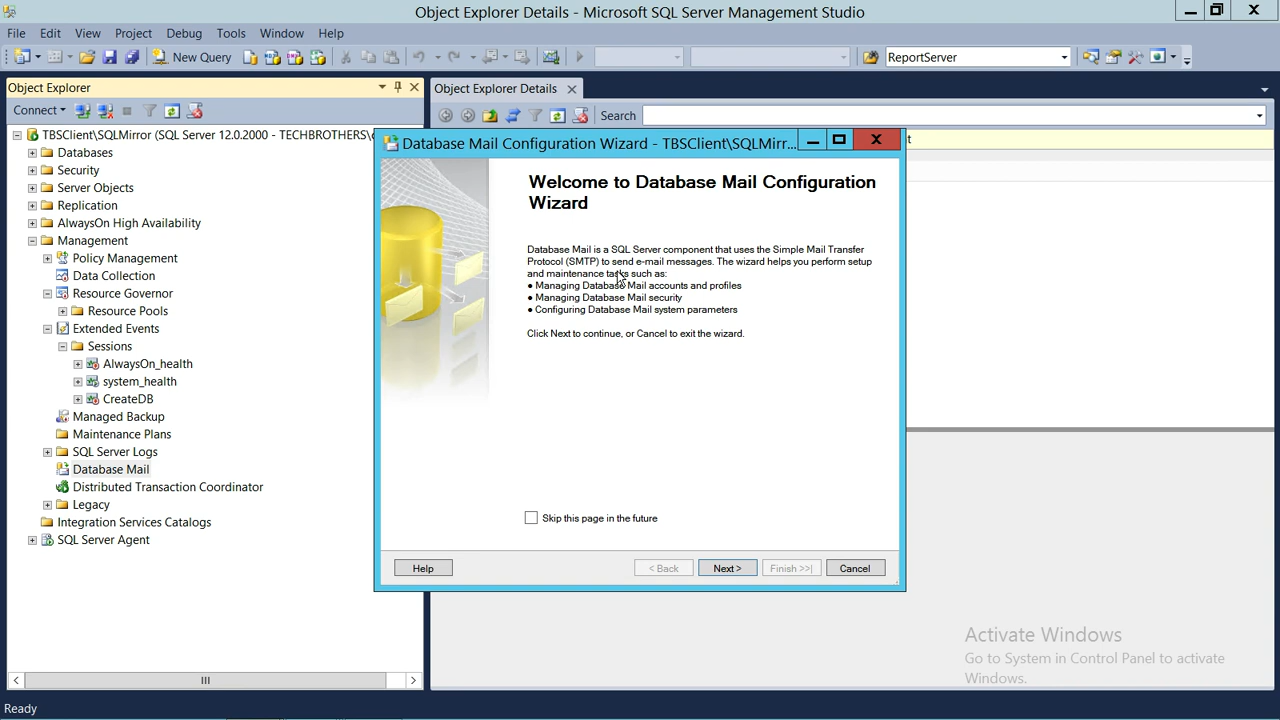 Object Explorer Details - Microsoft SQL Server Management Studio
File Edit View Project Debug Tools Window Help
New Query ReportServer
Object Explorer
Object Explorer Details
Connect
Search
TBSClient\SQLMirror (SQL Server 12.0.2000 - TECHBROTHERS\
Databases
Security
Server Objects
Replication
AlwaysOn High Availability
Management
Policy Management
Data Collection
Resource Governor
Resource Pools
Extended Events
Sessions
AlwaysOn_health
system_health
CreateDB
Managed Backup
Maintenance Plans
SQL Server Logs
Database Mail
Distributed Transaction Coordinator
Legacy
Integration Services Catalogs
SQL Server Agent
Database Mail Configuration Wizard - TBSClient\SQLMirr...
Welcome to Database Mail Configuration
Wizard
Database Mail is a SQL Server component that uses the Simple Mail Transfer
Protocol (SMTP) to send e-mail messages. The wizard helps you perform setup
and maintenance tasks such as:
• Managing Database Mail accounts and profiles
• Managing Database Mail security
• Configuring Database Mail system parameters
Click Next to continue, or Cancel to exit the wizard.
Skip this page in the future
Help < Back Next > Finish >>| Cancel
Activate Windows
Go to System in Control Panel to activate
Windows.
Ready